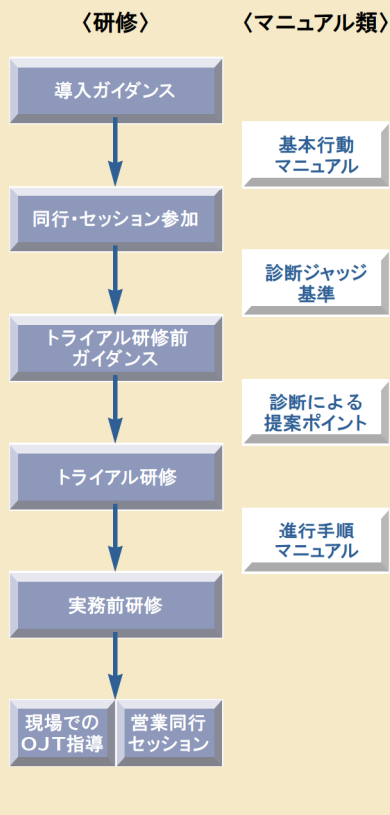 〈研修〉
〈マニュアル類〉
導入ガイダンス
基本行動
マニュアル
同行・セッション参加
診断ジャッジ
基準
トライアル研修前
ガイダンス
診断による
提案ポイント
トライアル研修
進行手順
マニュアル
実務前研修
現場での
OJT指導
営業同行
セッション